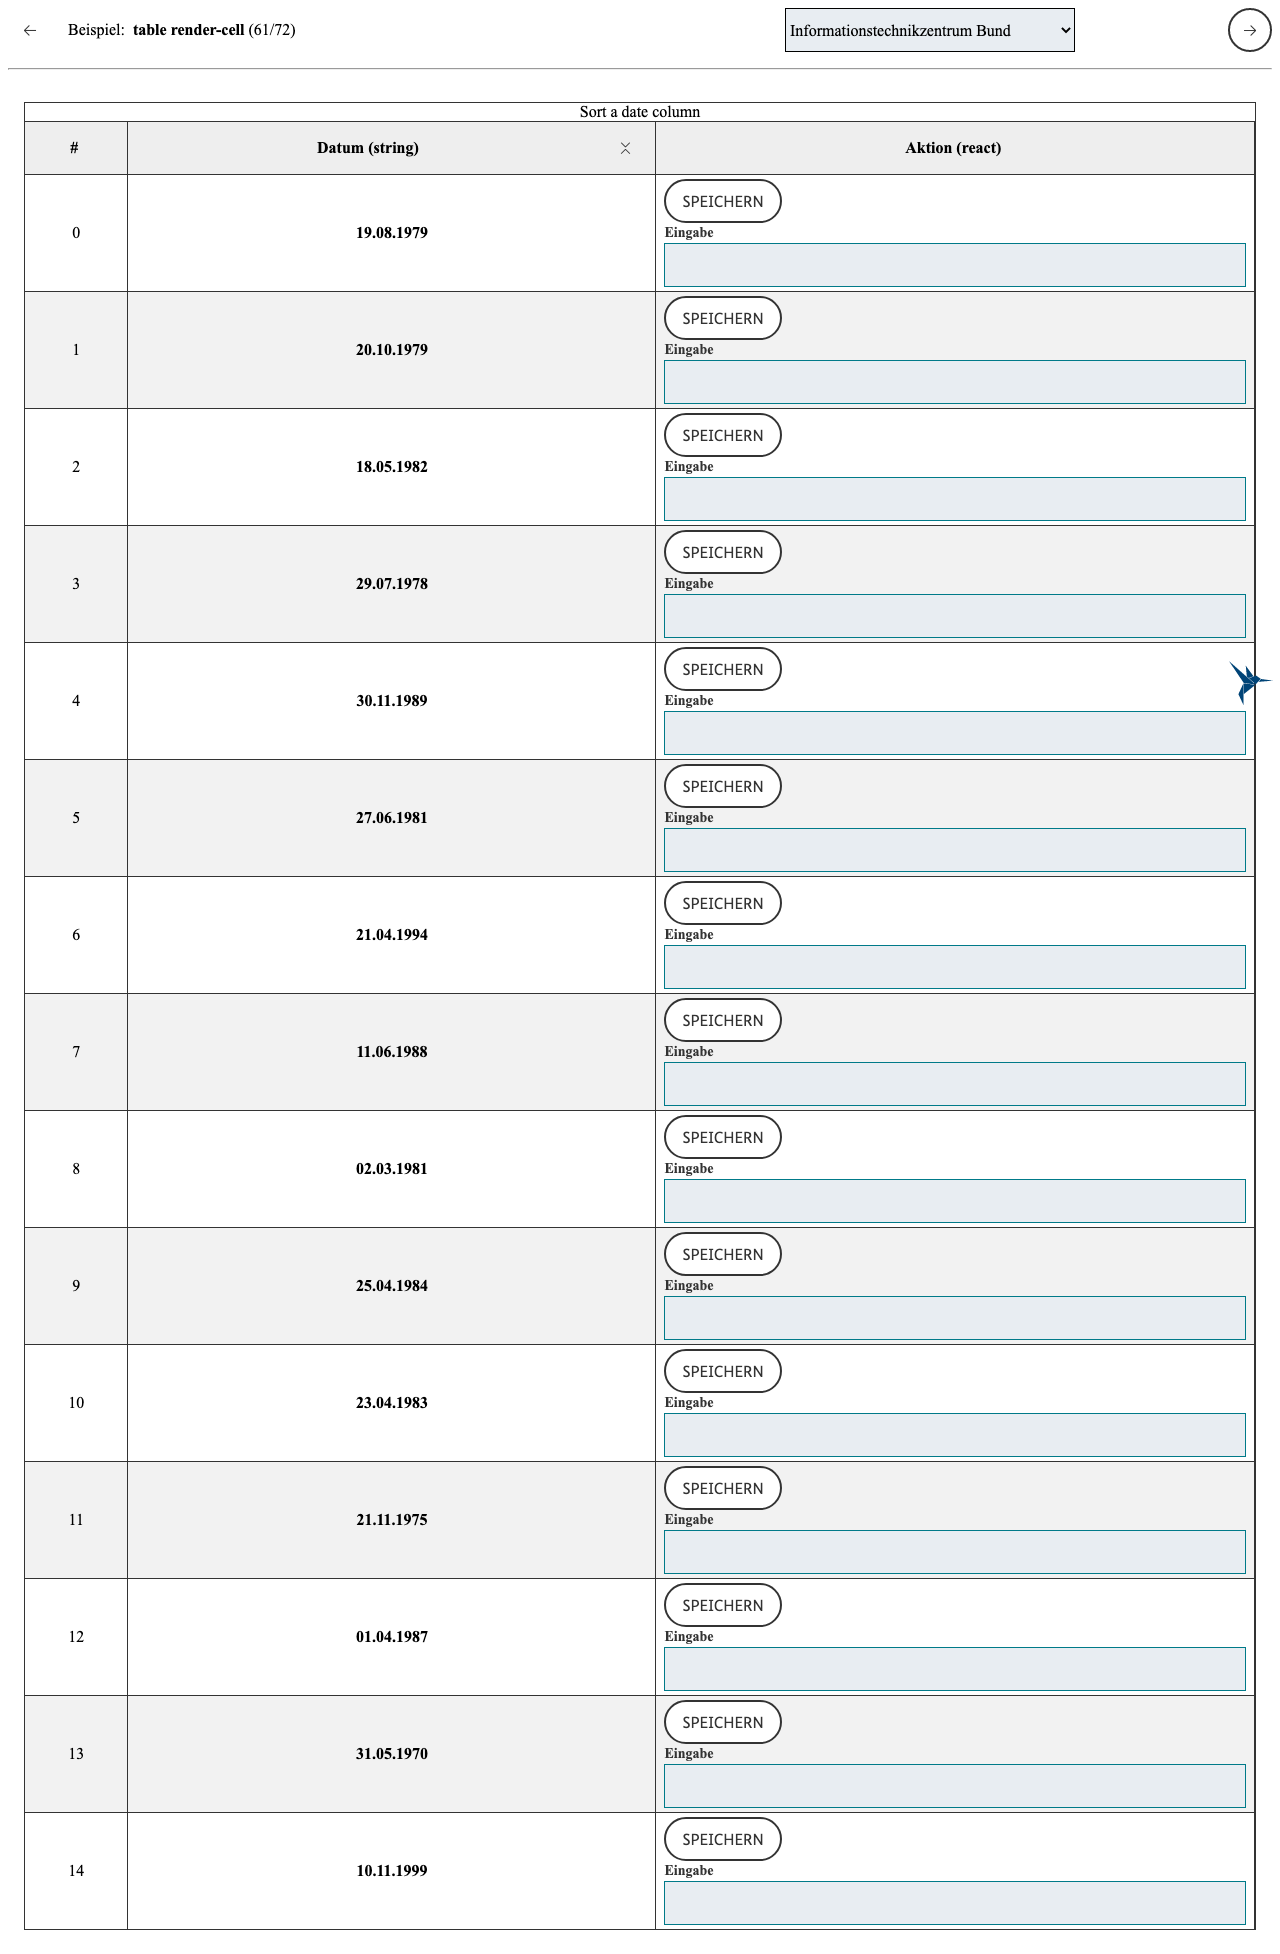 Beispiel: table render-cell (61/72)
Informationstechnikzentrum Bund
Sort a date column
# Datum (string) Aktion (react)
SPEICHERN
0 19.08.1979 Eingabe
SPEICHERN
1 20.10.1979 Eingabe
SPEICHERN
2 18.05.1982 Eingabe
SPEICHERN
3 29.07.1978 Eingabe
SPEICHERN
4 30.11.1989 Eingabe
SPEICHERN
5 27.06.1981 Eingabe
SPEICHERN
6 21.04.1994 Eingabe
SPEICHERN
7 11.06.1988 Eingabe
SPEICHERN
8 02.03.1981 Eingabe
SPEICHERN
9 25.04.1984 Eingabe
SPEICHERN
10 23.04.1983 Eingabe
SPEICHERN
11 21.11.1975 Eingabe
SPEICHERN
12 01.04.1987 Eingabe
SPEICHERN
13 31.05.1970 Eingabe
SPEICHERN
14 10.11.1999 Eingabe